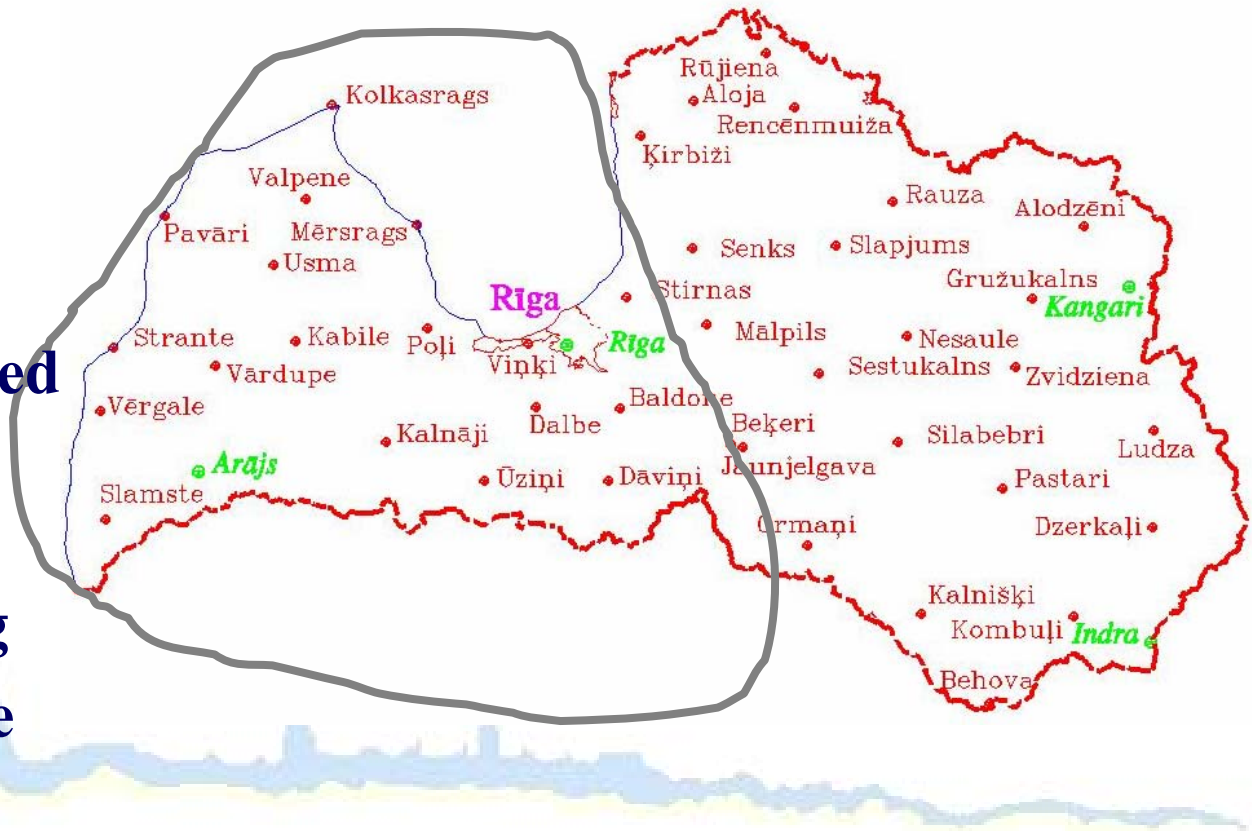 Rūjiena
Kolkasrags
Aloja
Rencēnmuiža
Ķirbiži
Valpene
Rauza
Alodzēni
Pavāri
Mērsrags
Senks
Slapjums
Usma
Gružukalns
Stirnas
Rīga
Kangari
Strante
Kabile
Poļi
Viņķi
Rīga
Mālpils
Nesaule
Vārdupe
Sestukalns
Zvidziena
ed
Vērgale
Baldone
Dalbe
Beķeri
Kalnāji
Silabebri
Ludza
Arājs
Jaunjelgava
Ūziņi
Dāviņi
Pastari
Slamste
Ormaņi
Dzerkaļi
Kalnišķi
g
Kombuļi
Indra
Behova
e